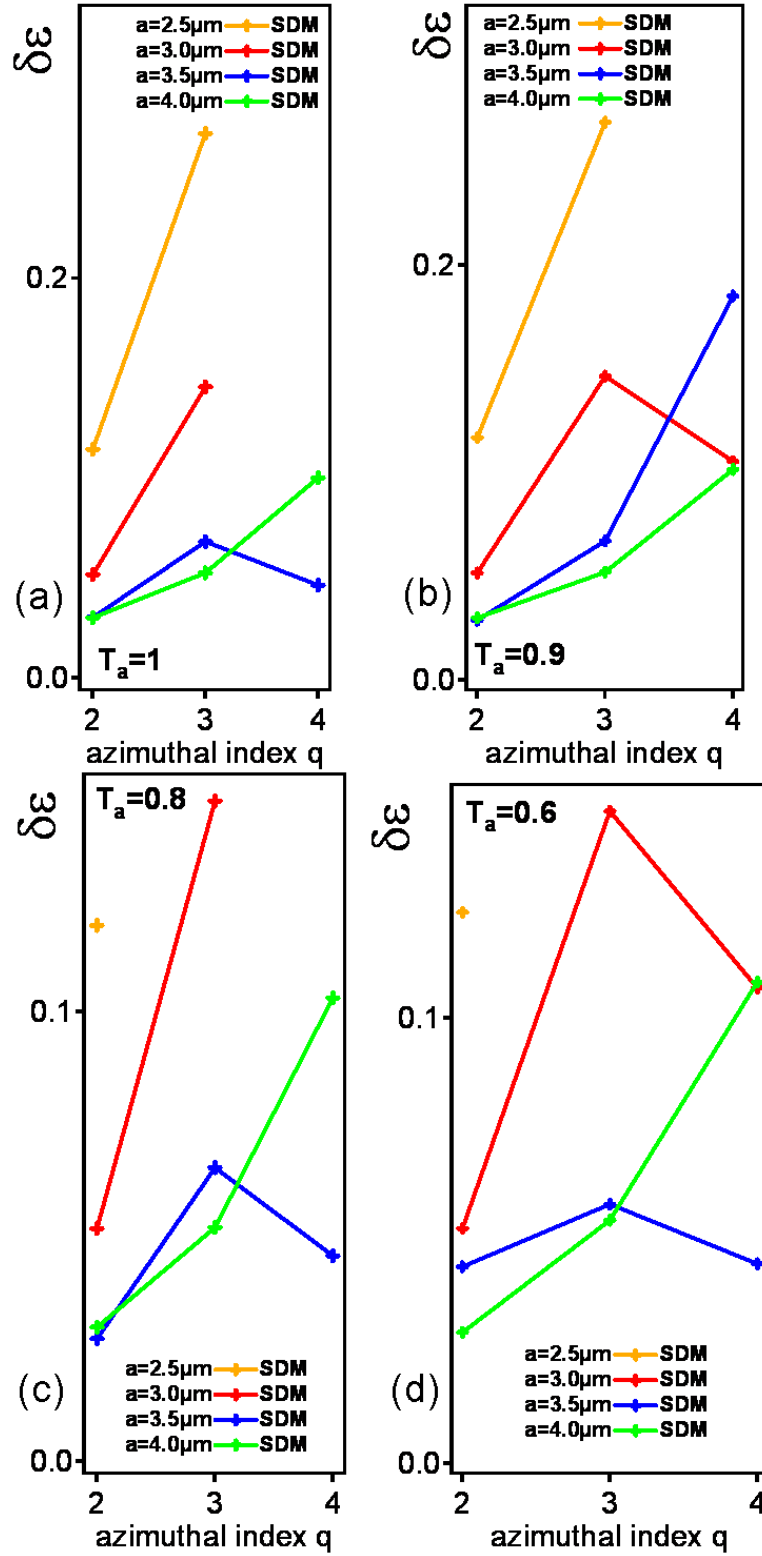 δε
a=2.5μm SDM
a=3.0μm SDM
a=3.5μm SDM
a=4.0μm SDM
0.2
(a)
T_a=1
0.0
2 3 4
azimuthal index q
a=2.5μm SDM
a=3.0μm SDM
a=3.5μm SDM
a=4.0μm SDM
δε
0.2
(b)
T_a=0.9
0.0
2 3 4
azimuthal index q
δε
T_a=0.8
0.1
a=2.5μm SDM
a=3.0μm SDM
a=3.5μm SDM
a=4.0μm SDM
(c)
0.0
2 3 4
azimuthal index q
δε
T_a=0.6
0.1
a=2.5μm SDM
a=3.0μm SDM
a=3.5μm SDM
a=4.0μm SDM
(d)
0.0
2 3 4
azimuthal index q